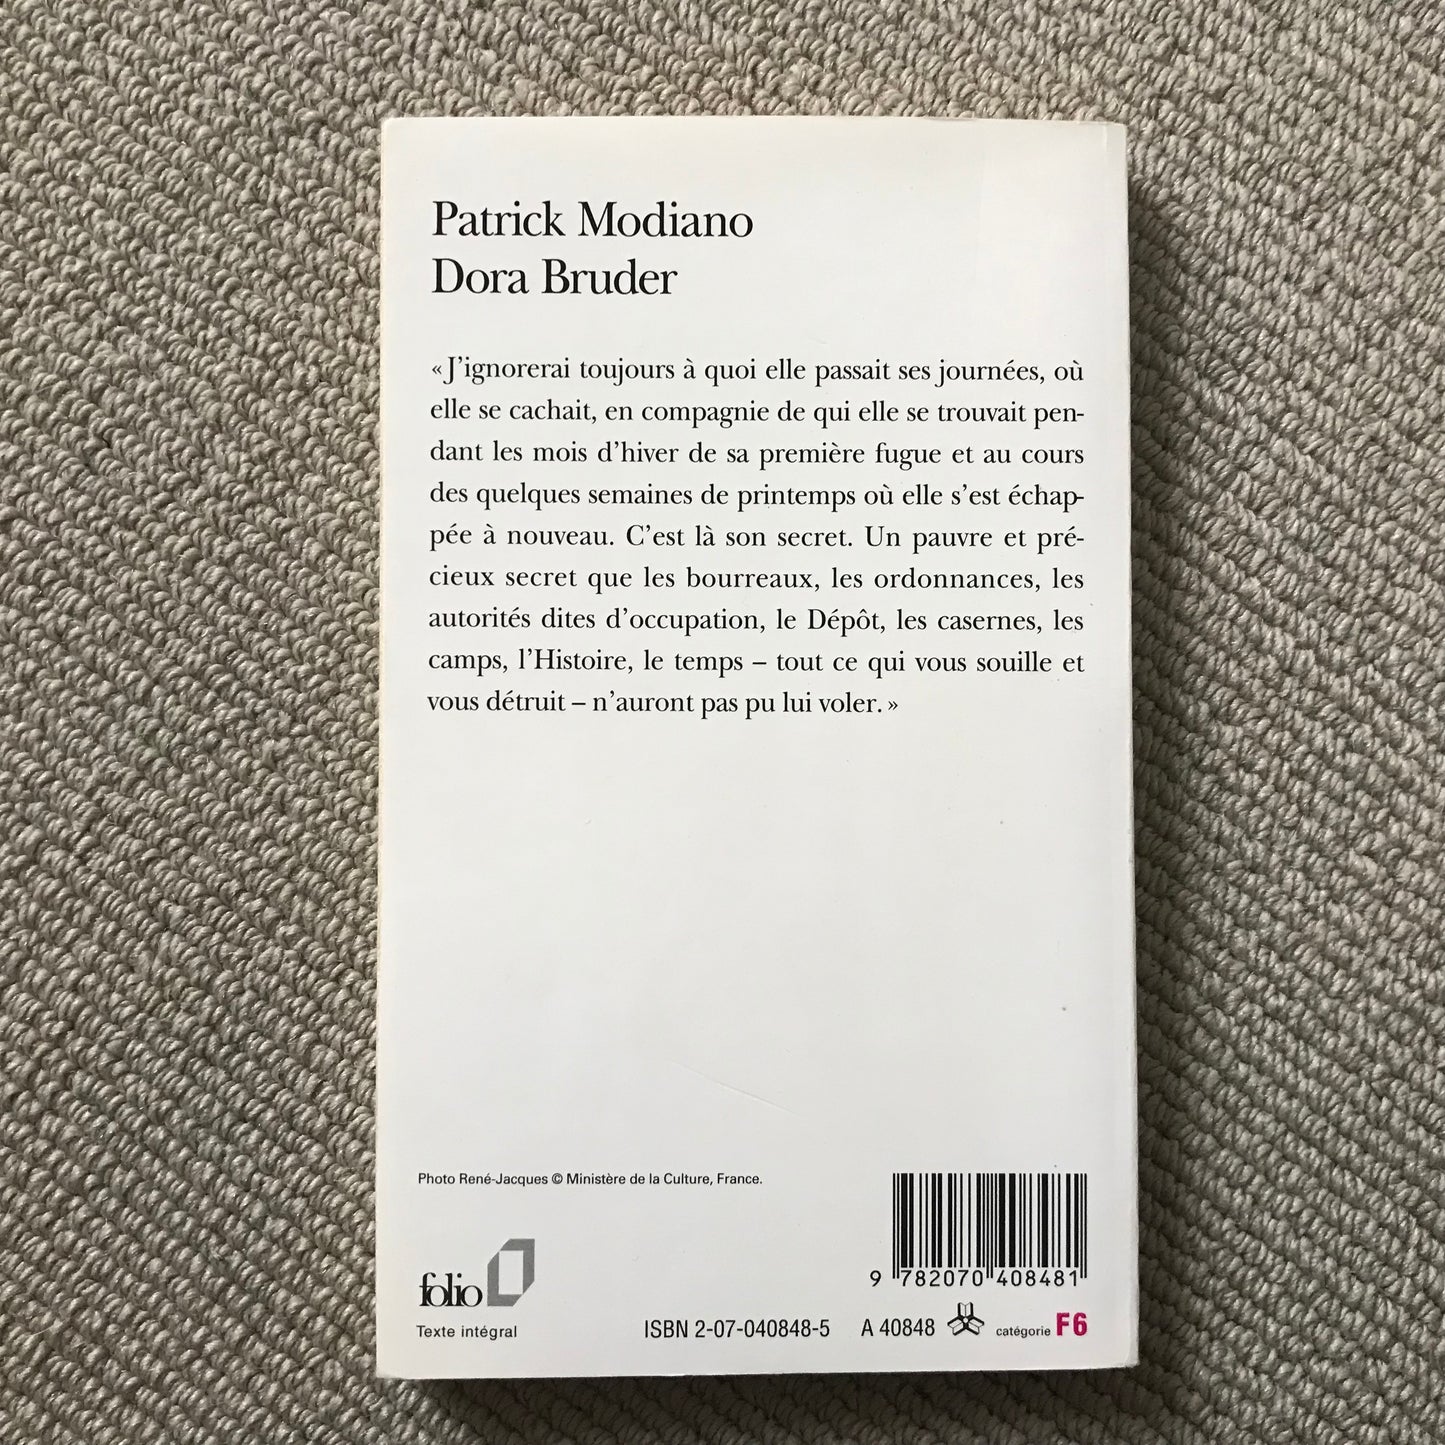 Patrick Modiano
Dora Bruder
« J’ignorerai toujours à quoi elle passait ses journées, où
elle se cachait, en compagnie de qui elle se trouvait pen-
dant les mois d’hiver de sa première fugue et au cours
des quelques semaines de printemps où elle s’est échap-
pée à nouveau. C’est là son secret. Un pauvre et pré-
cieux secret que les bourreaux, les ordonnances, les
autorités dites d’occupation, le Dépôt, les casernes, les
camps, l’Histoire, le temps – tout ce qui vous souille et
vous détruit – n’auront pas pu lui voler. »
Photo René-Jacques © Ministère de la Culture, France.
9 782070 408481
folio
Texte intégral
ISBN 2-07-040848-5 A 40848 catégorie F6